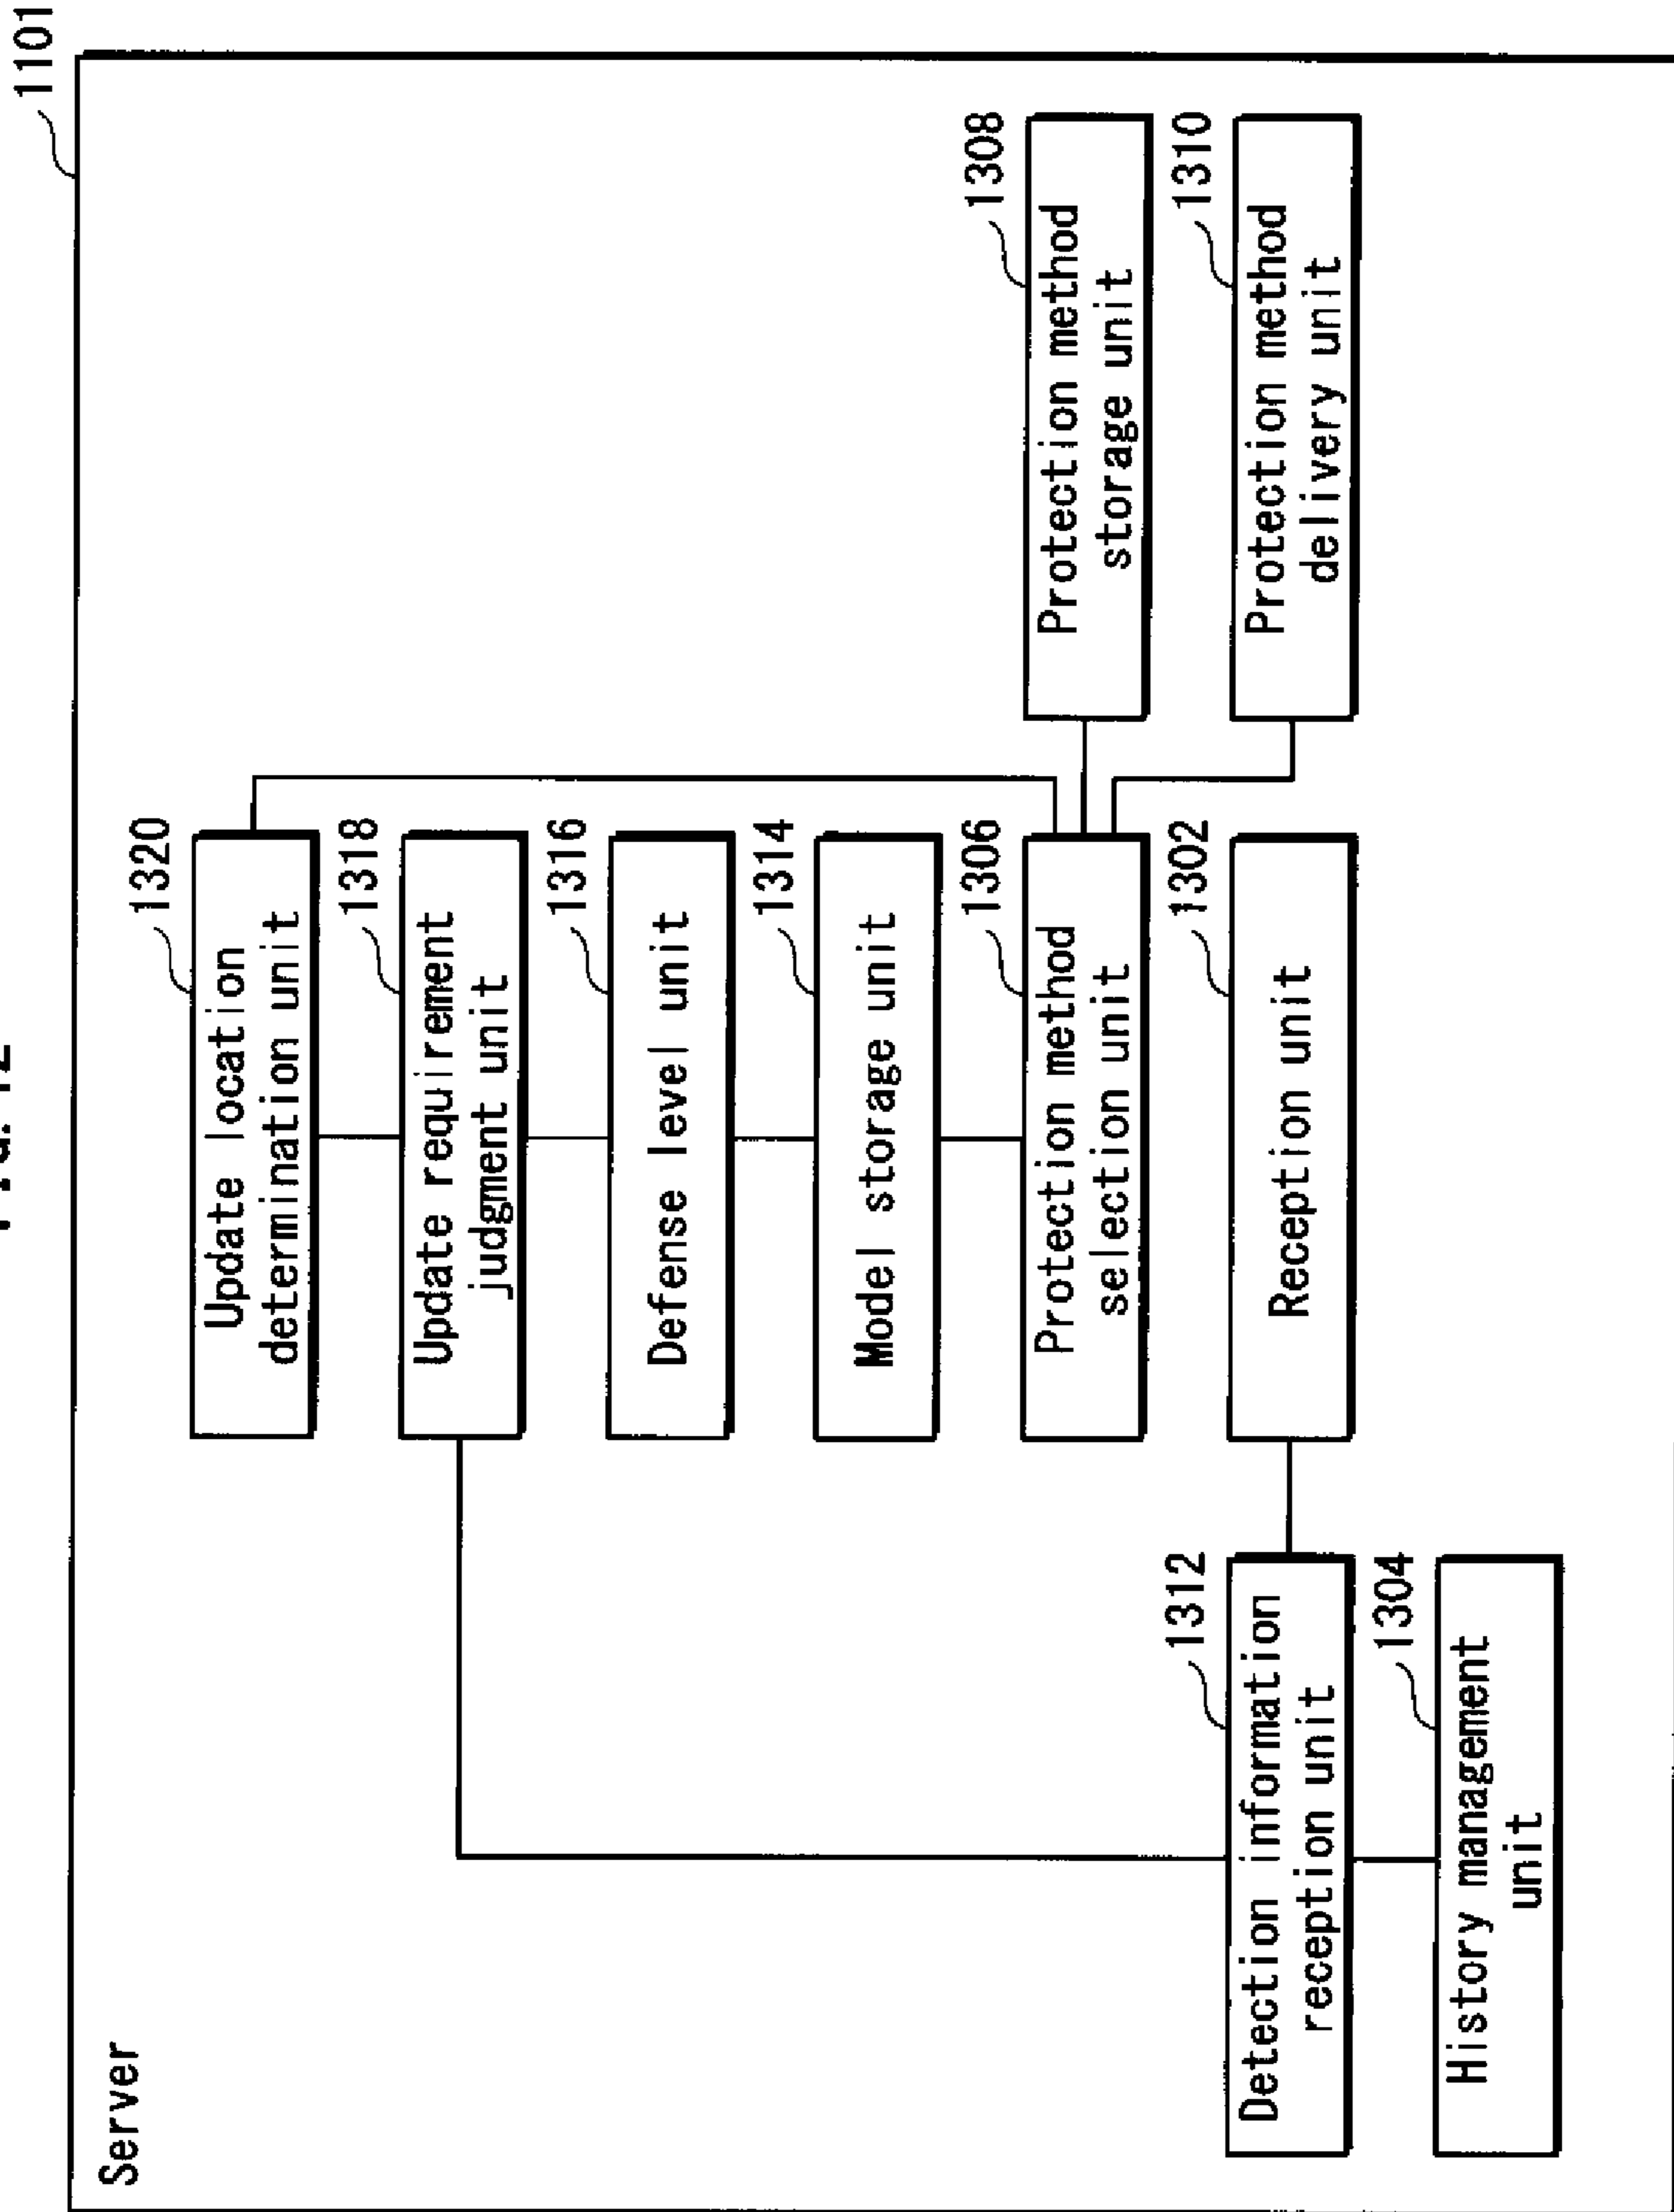 Server
1101
Update location
determination unit
1320
Update requirement
judgment unit
1318
Defense level unit
1316
Model storage unit
1314
Protection method
selection unit
1306
Protection method
storage unit
1308
Detection information
reception unit
1312
Reception unit
1302
Protection method
delivery unit
1310
History management
unit
1304